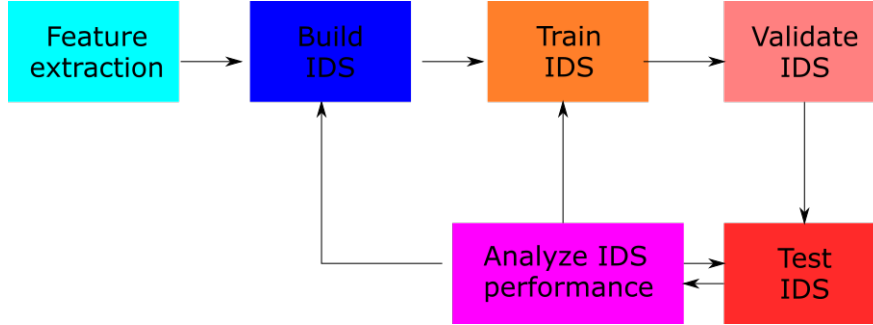 Feature
extraction
Build
IDS
Train
IDS
Validate
IDS
Analyze IDS
performance
Test
IDS